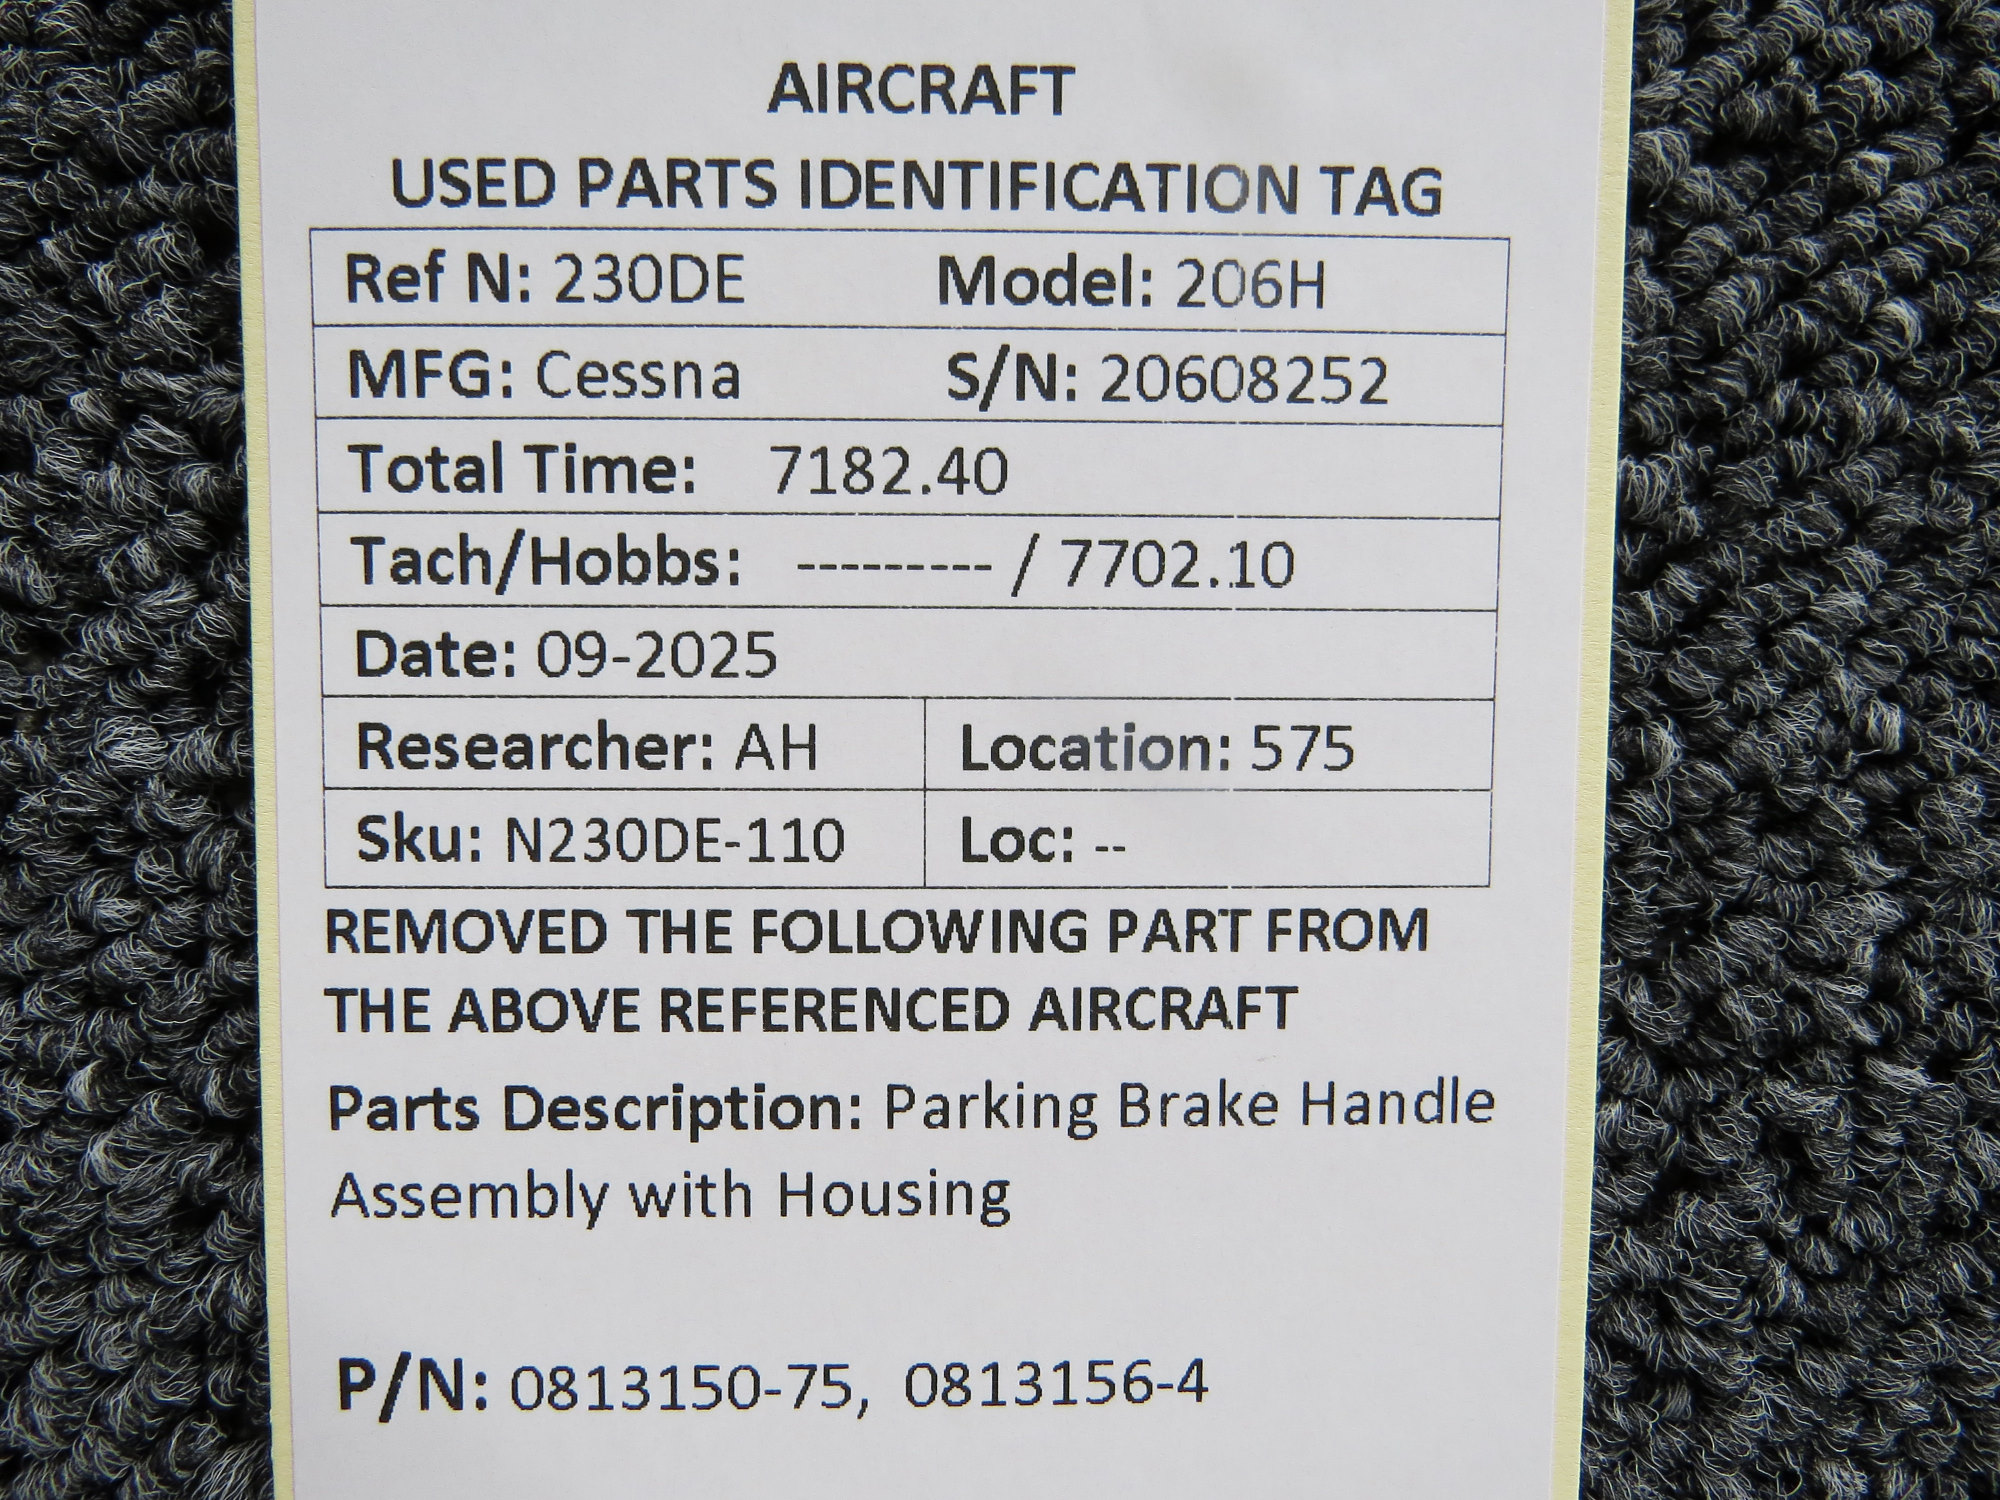 AIRCRAFT
USED PARTS IDENTIFICATION TAG
Ref N: 230DE Model: 206H
MFG: Cessna S/N: 20608252
Total Time: 7182.40
Tach/Hobbs: --------- / 7702.10
Date: 09-2025
Researcher: AH Location: 575
Sku: N230DE-110 Loc: --
REMOVED THE FOLLOWING PART FROM
THE ABOVE REFERENCED AIRCRAFT
Parts Description: Parking Brake Handle
Assembly with Housing
P/N: 0813150-75, 0813156-4